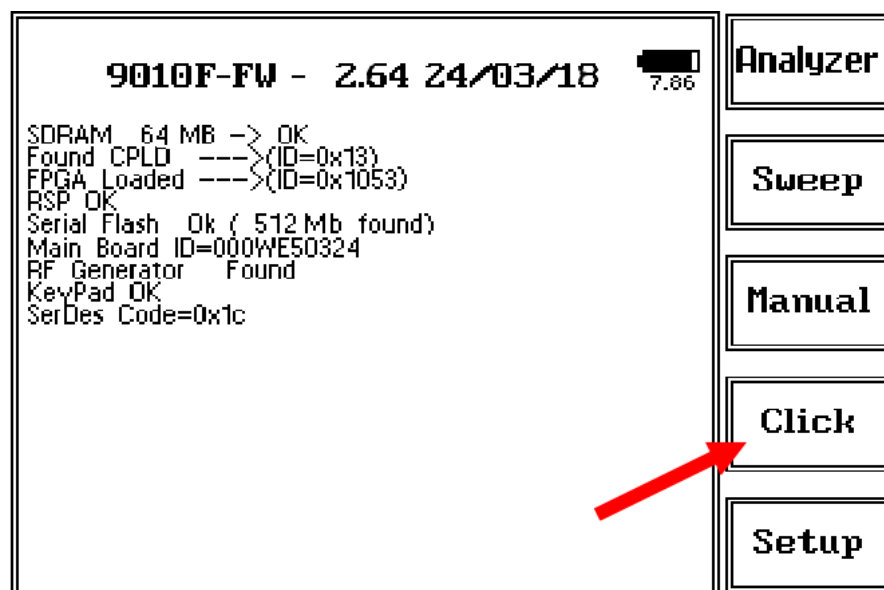 9010F-FW - 2.64 24/03/18
7.86
SDRAM 64 MB -> OK
Found CPLD --->(ID=0x13)
FPGA Loaded --->(ID=0x1053)
RSP OK
Serial Flash Ok ( 512 Mb found)
Main Board ID=000WE50324
RF Generator Found
KeyPad OK
SerDes Code=0x1c
Analyzer
Sweep
Manual
Click
Setup